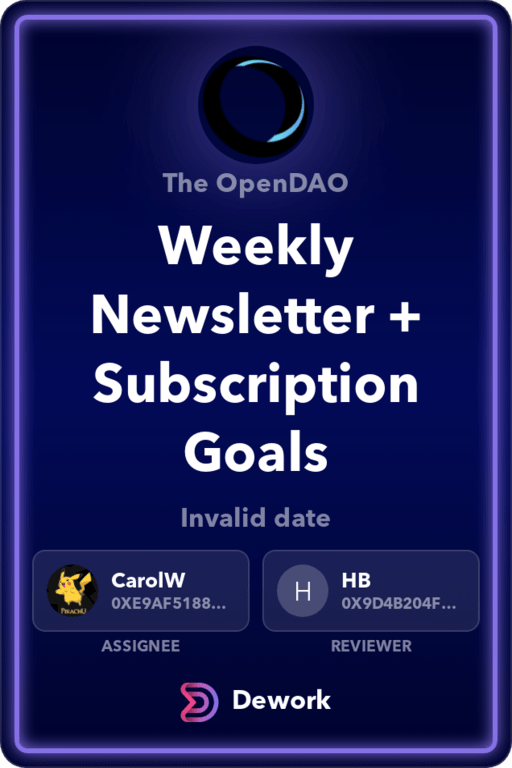 The OpenDAO
Weekly
Newsletter +
Subscription
Goals
Invalid date
CarolW
0XE9AF5188...
PIKACHU
ASSIGNEE
H
HB
0X9D4B204F...
REVIEWER
Dework